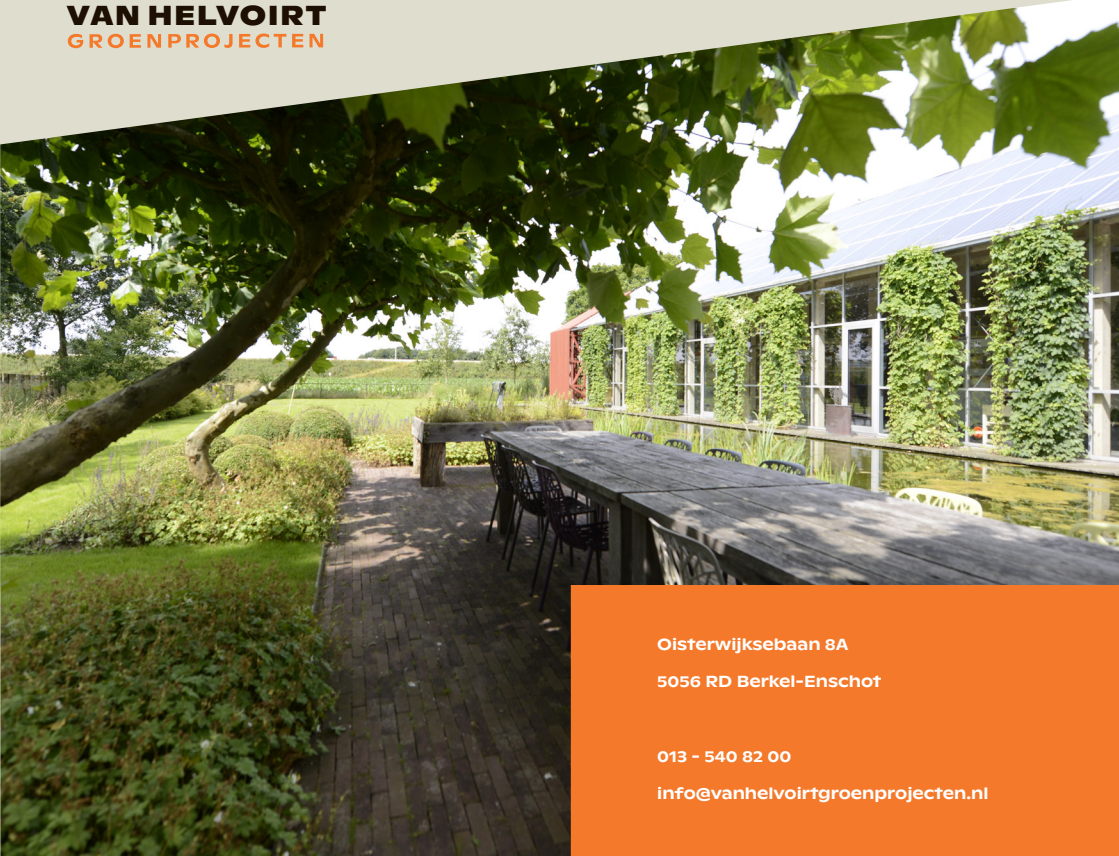 VAN HELVOIRT
GROENPROJECTEN
Oisterwijksebaan 8A
5056 RD Berkel-Enschot
013 - 540 82 00
info@vanhelvoirtgroenprojecten.nl